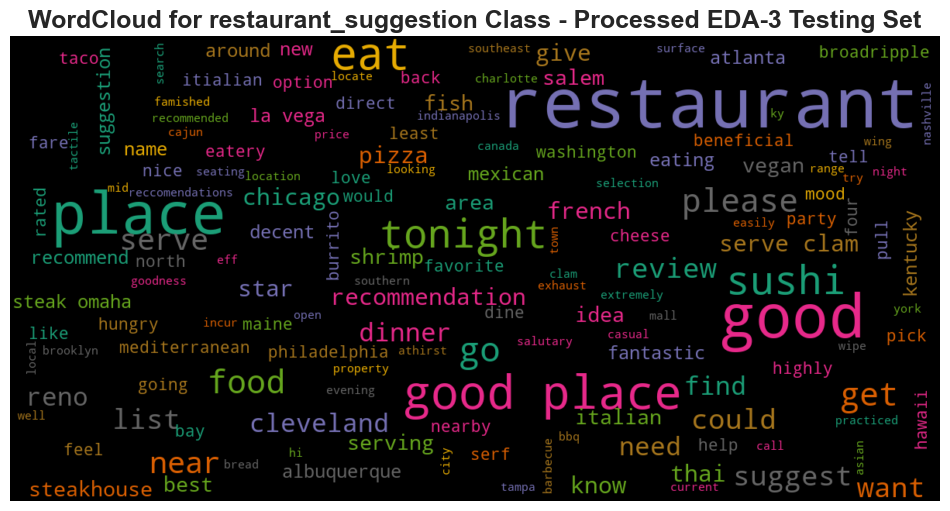 WordCloud for restaurant_suggestion Class - Processed EDA-3 Testing Set
taco
search
around
new
eat
southeast
give
surface
atlanta
broadripple
suggestion
itialian
option
locate
back
charlotte
salem
restaurant
famished
recommended
la vega
direct
fish
indianapolis
ky
nashville
fare
tactile
cajun
price
least
canada
washington
beneficial
wing
name
eatery
pizza
looking
eating
tell
nice
seating
location
love
mexican
vegan
range
night
try
rated
place
mid
reccomendations
chicago
would
area
selection
please
mood
french
easily
party
four
pull
kentucky
serve
decent
burrito
tonight
town
cheese
serve clam
recommend
north
eff
shrimp
favorite
clam
review
sushi
goodness
southern
exhaust
steak omaha
star
recommendation
extremely
good
york
like
hungry
incur
maine
open
dinner
dine
idea
mall
casual
pick
local
brooklyn
mediterranean
philadelphia
athirst
salutary
go
fantastic
wipe
property
highly
reno
going
food
evening
good place
find
get
hawaii
well
list
bay
cleveland
nearby
italian
could
practiced
feel
serving
city
serf
bbq
need
help
call
asian
near
hi
bread
albuquerque
barbecue
thai
suggest
steakhouse
best
tampa
know
current
want